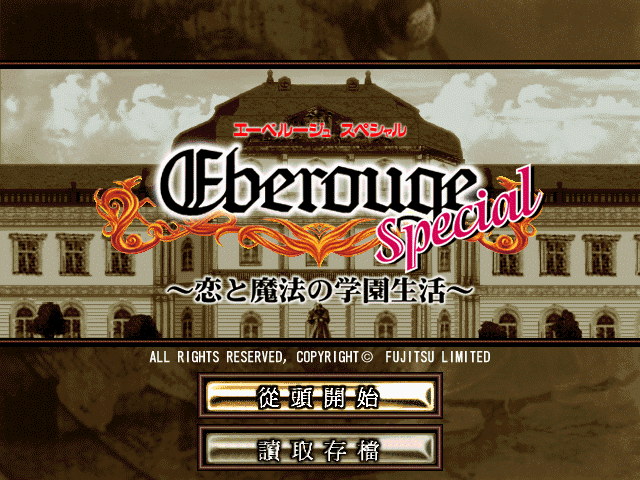 エーベルージュ スペシャル
Eberouge
Special
～恋と魔法の学園生活～
ALL RIGHTS RESERVED, COPYRIGHT© FUJITSU LIMITED
從頭開始
讀取存檔